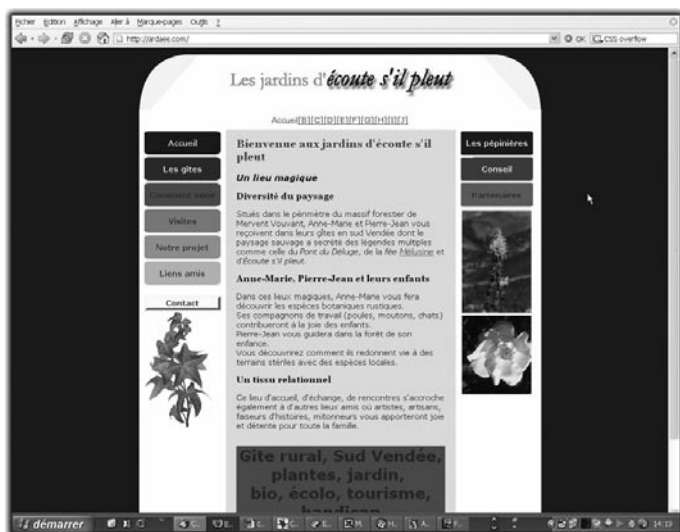 Fichier Edition Affichage Aller à Marque-pages Outils ?
http://ardaee.com/
OK
CSS overflow
Les jardins d'écoute s'il pleut
Accueil[B][C][D][E][F][G][H][I][J]
Accueil
Les gîtes
Visites
Notre projet
Liens amis
Contact
Bienvenue aux jardins d'écoute s'il
pleut
Un lieu magique
Diversité du paysage
Situés dans le périmètre du massif forestier de
Mervent Vouvant, Anne-Marie et Pierre-Jean vous
reçoivent dans leurs gîtes en sud Vendée dont le
paysage sauvage a secrété des légendes multiples
comme celle du Pont du Déluge, de la fée Mélusine et
d'Ecoute s'il pleut.
Anne-Marie, Pierre-Jean et leurs enfants
Dans ces lieux magiques, Anne-Marie vous fera
découvrir les espèces botaniques rustiques.
Ses compagnons de travail (poules, moutons, chats)
contribueront à la joie des enfants.
Pierre-Jean vous guidera dans la forêt de son
enfance.
Vous découvrirez comment ils redonnent vie à des
terrains stériles avec des espèces locales.
Un tissu relationnel
Ce lieu d'accueil, d'échange, de rencontres s'accroche
également à d'autres lieux amis où artistes, artisans,
faiseurs d'histoires, mitonneurs vous apporteront joie
et détente pour toute la famille.
Gîte rural, Sud Vendée,
plantes, jardin,
bio, écolo, tourisme,
handicap
Les pépinières
Conseil
Partenaires
démarrer
14:19